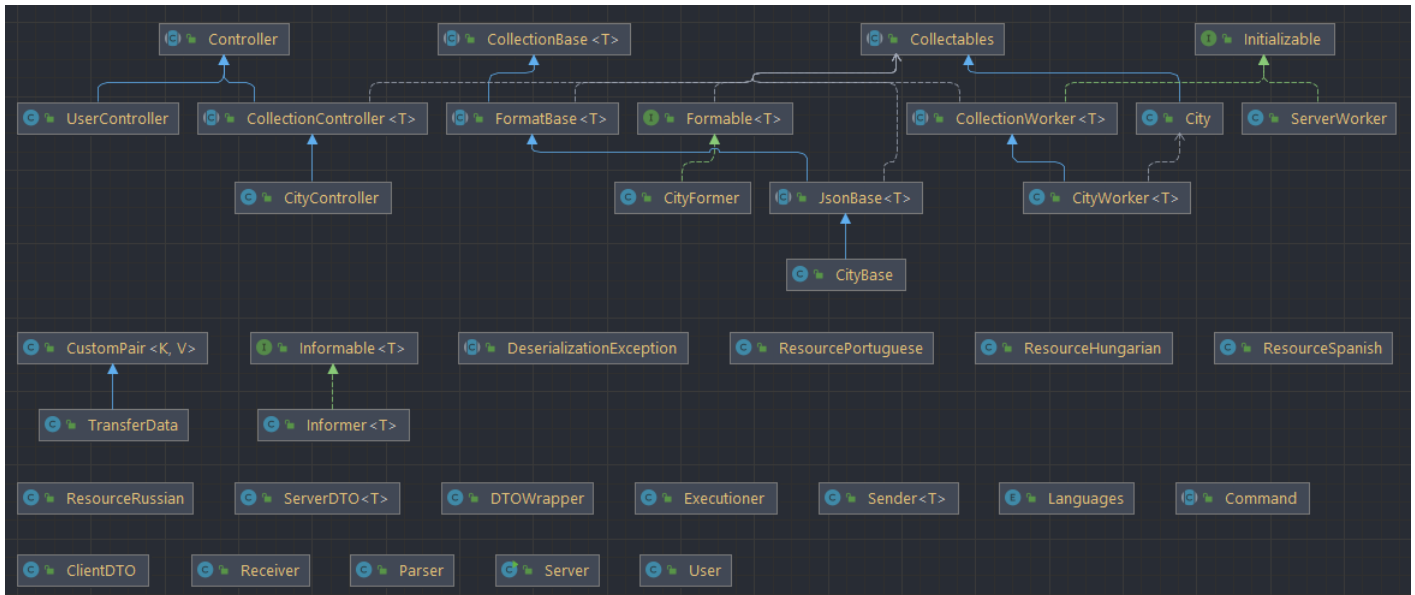 Controller CollectionBase<T> Collectables Initializable
UserController CollectionController<T> FormatBase<T> Formable<T> CollectionWorker<T> City ServerWorker
CityController CityFormer JsonBase<T> CityWorker<T>
CityBase
CustomPair<K, V> Informable<T> DeserializationException ResourcePortuguese ResourceHungarian ResourceSpanish
TransferData Informer<T>
ResourceRussian ServerDTO<T> DTOWrapper Executioner Sender<T> Languages Command
ClientDTO Receiver Parser Server User